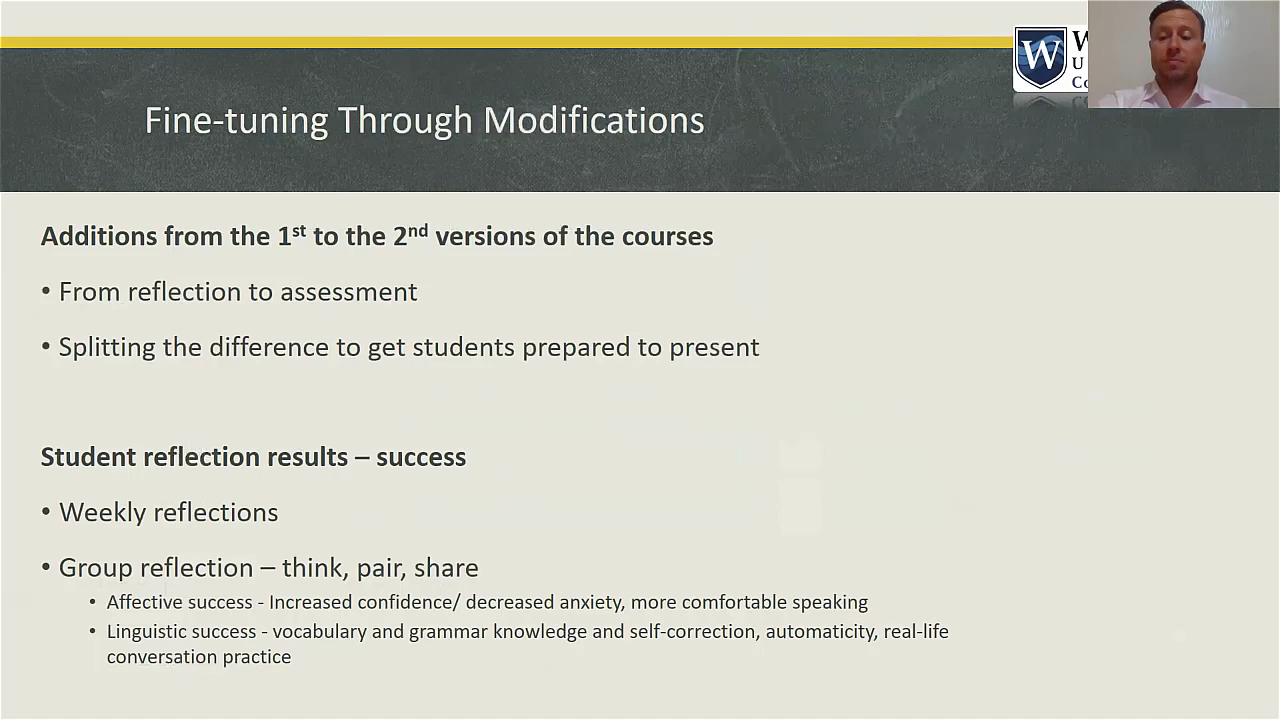 W
Fine-tuning Through Modifications
Additions from the 1st to the 2nd versions of the courses
• From reflection to assessment
• Splitting the difference to get students prepared to present
Student reflection results – success
• Weekly reflections
• Group reflection – think, pair, share
• Affective success - Increased confidence/ decreased anxiety, more comfortable speaking
• Linguistic success - vocabulary and grammar knowledge and self-correction, automaticity, real-life
conversation practice